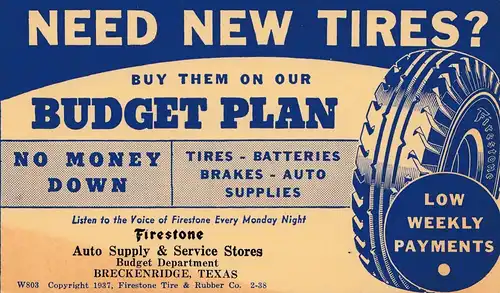 NEED NEW TIRES?
BUY THEM ON OUR
BUDGET PLAN
NO MONEY
DOWN
TIRES - BATTERIES
BRAKES - AUTO
SUPPLIES
Firestone
LOW
WEEKLY
PAYMENTS
Listen to the Voice of Firestone Every Monday Night
Firestone
Auto Supply & Service Stores
Budget Department
BRECKENRIDGE, TEXAS
W803 Copyright 1937, Firestone Tire & Rubber Co. 2-38